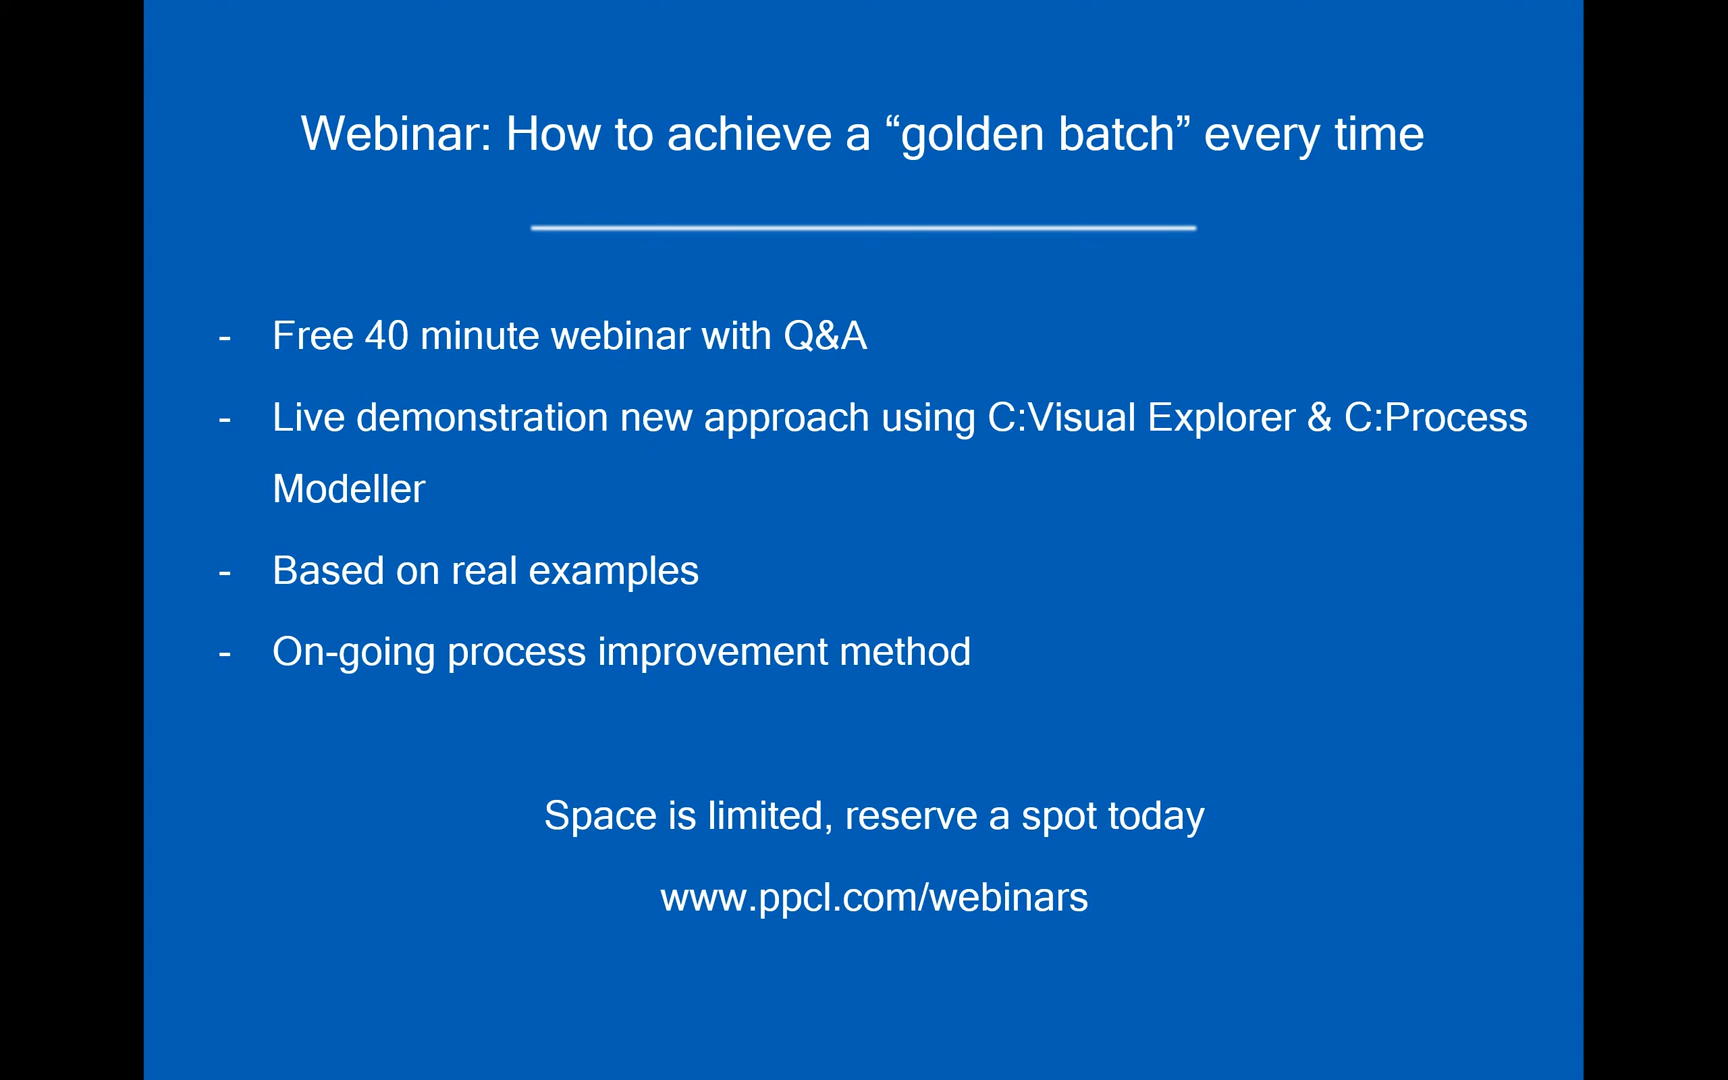 Webinar: How to achieve a “golden batch” every time
- Free 40 minute webinar with Q&A
- Live demonstration new approach using C:Visual Explorer & C:Process
Modeller
- Based on real examples
- On-going process improvement method
Space is limited, reserve a spot today
www.ppcl.com/webinars